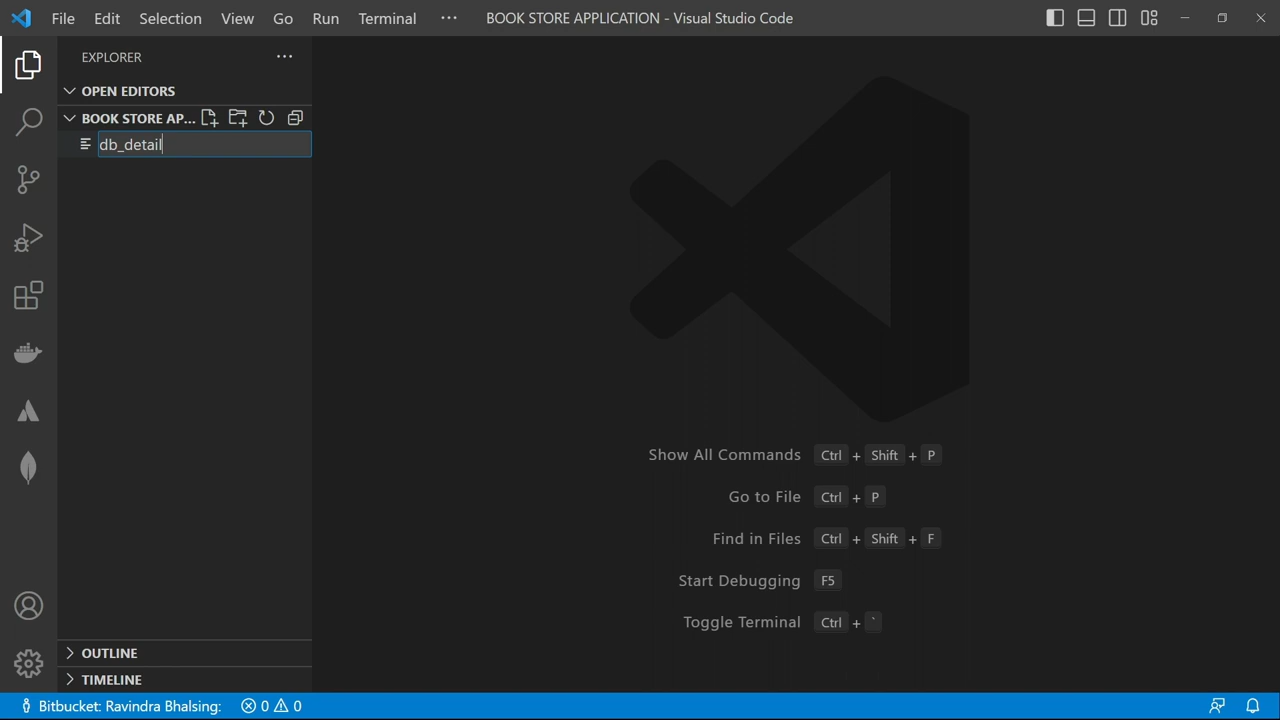 File Edit Selection View Go Run Terminal ··· BOOK STORE APPLICATION - Visual Studio Code
EXPLORER ···
OPEN EDITORS
BOOK STORE AP...
db_detail
Show All Commands Ctrl + Shift + P
Go to File Ctrl + P
Find in Files Ctrl + Shift + F
Start Debugging F5
Toggle Terminal Ctrl + `
OUTLINE
TIMELINE
Bitbucket: Ravindra Bhalsing: 0 0